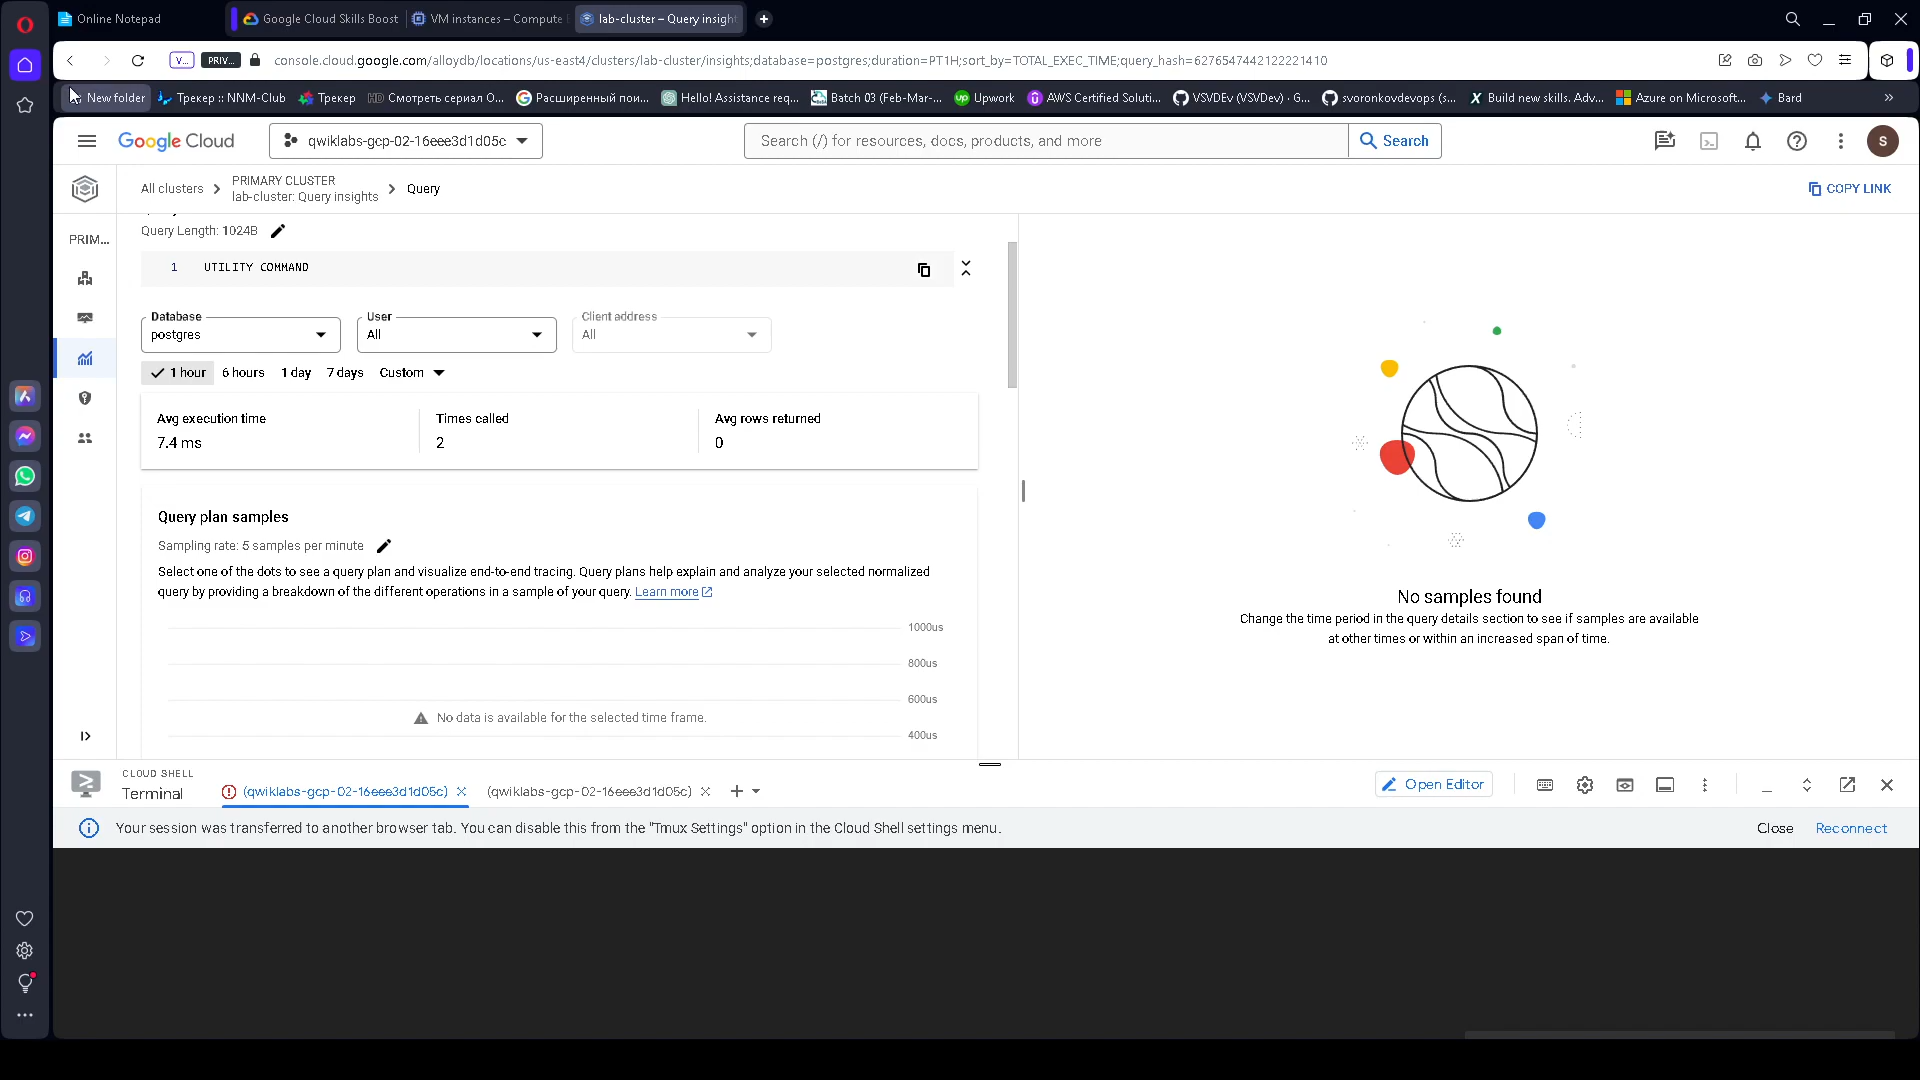 Online Notepad
Google Cloud Skills Boost
VM instances – Compute
lab-cluster – Query insigh
V...
PRIV...
console.cloud.google.com/alloydb/locations/us-east4/clusters/lab-cluster/insights;database=postgres;duration=PT1H;sort_by=TOTAL_EXEC_TIME;query_hash=6276547442122221410
New folder
Трекер :: NNM-Club
Трекер
HD Смотреть сериал О...
Расширенный пои...
Hello! Assistance req...
Batch 03 (Feb-Mar-...
Upwork
AWS Certified Soluti...
VSVDEv (VSVDev) · G...
svoronkovdevops (s...
Build new skills. Adv...
Azure on Microsoft...
Bard
Google Cloud
qwiklabs-gcp-02-16eee3d1d05c
Search (/) for resources, docs, products, and more
Search
S
All clusters
PRIMARY CLUSTER
lab-cluster: Query insights
Query
COPY LINK
PRIM...
Query Length: 1024B
1 UTILITY COMMAND
Database
postgres
User
All
Client address
All
1 hour
6 hours
1 day
7 days
Custom
Avg execution time
7.4 ms
Times called
2
Avg rows returned
0
Query plan samples
Sampling rate: 5 samples per minute
Select one of the dots to see a query plan and visualize end-to-end tracing. Query plans help explain and analyze your selected normalized
query by providing a breakdown of the different operations in a sample of your query. Learn more
1000us
800us
600us
No data is available for the selected time frame.
400us
No samples found
Change the time period in the query details section to see if samples are available
at other times or within an increased span of time.
CLOUD SHELL
Terminal
(qwiklabs-gcp-02-16eee3d1d05c)
(qwiklabs-gcp-02-16eee3d1d05c)
Open Editor
Your session was transferred to another browser tab. You can disable this from the "Tmux Settings" option in the Cloud Shell settings menu.
Close
Reconnect